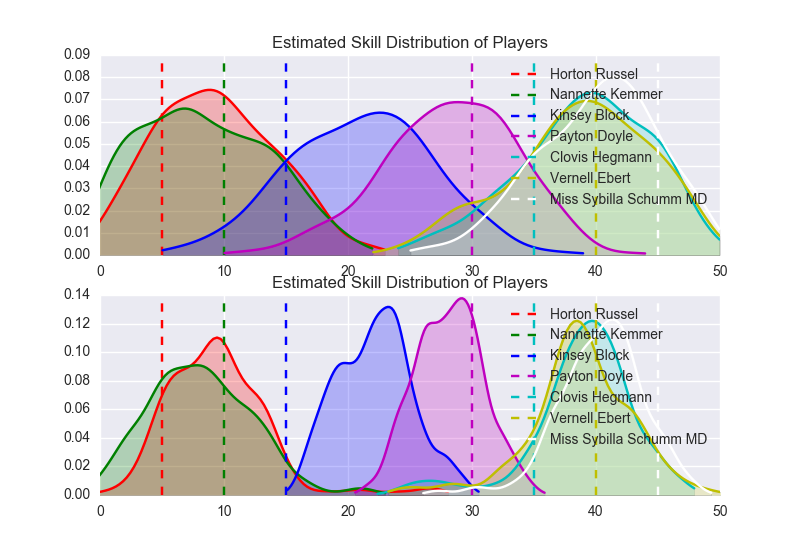 Estimated Skill Distribution of Players
0.09
0.08
0.07
0.06
0.05
0.04
0.03
0.02
0.01
0.00
Horton Russel
Nannette Kemmer
Kinsey Block
Payton Doyle
Clovis Hegmann
Vernell Ebert
Miss Sybilla Schumm MD
0 10 20 30 40 50
Estimated Skill Distribution of Players
0.14
0.12
0.10
0.08
0.06
0.04
0.02
0.00
Horton Russel
Nannette Kemmer
Kinsey Block
Payton Doyle
Clovis Hegmann
Vernell Ebert
Miss Sybilla Schumm MD
0 10 20 30 40 50